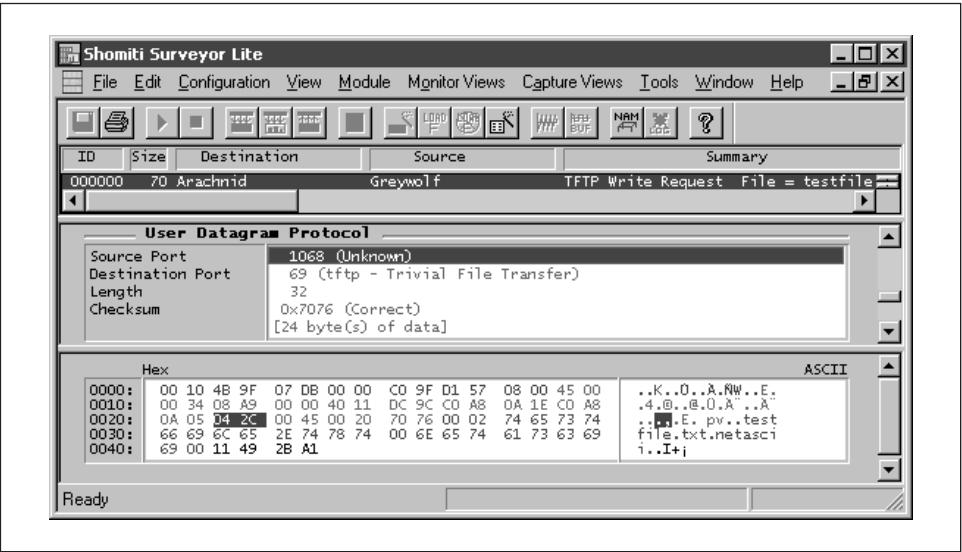 Shomiti Surveyor Lite
File Edit Configuration View Module Monitor Views Capture Views Tools Window Help
NAM
ID Size Destination Source Summary
000000 70 Arachnid Greywolf TFTP Write Request File = testfile
User Datagram Protocol
Source Port 1068 (Unknown)
Destination Port 69 (tftp - Trivial File Transfer)
Length 32
Checksum 0x7076 (Correct)
[24 byte(s) of data]
Hex ASCII
0000: 00 10 4B 9F 07 DB 00 00 C0 9F D1 57 08 00 45 00 ..K..Û..À.ÑW..E.
0010: 00 34 08 A9 00 00 40 11 DC 9C C0 A8 0A 1E C0 A8 .4.©..@.Ü.À¨..À¨
0020: 0A 05 04 2C 00 45 00 20 70 76 00 02 74 65 73 74 ...,.E. pv..test
0030: 66 69 6C 65 2E 74 78 74 00 6E 65 74 61 73 63 69 file.txt.netasci
0040: 69 00 11 49 2B A1 i..I+¡
Ready